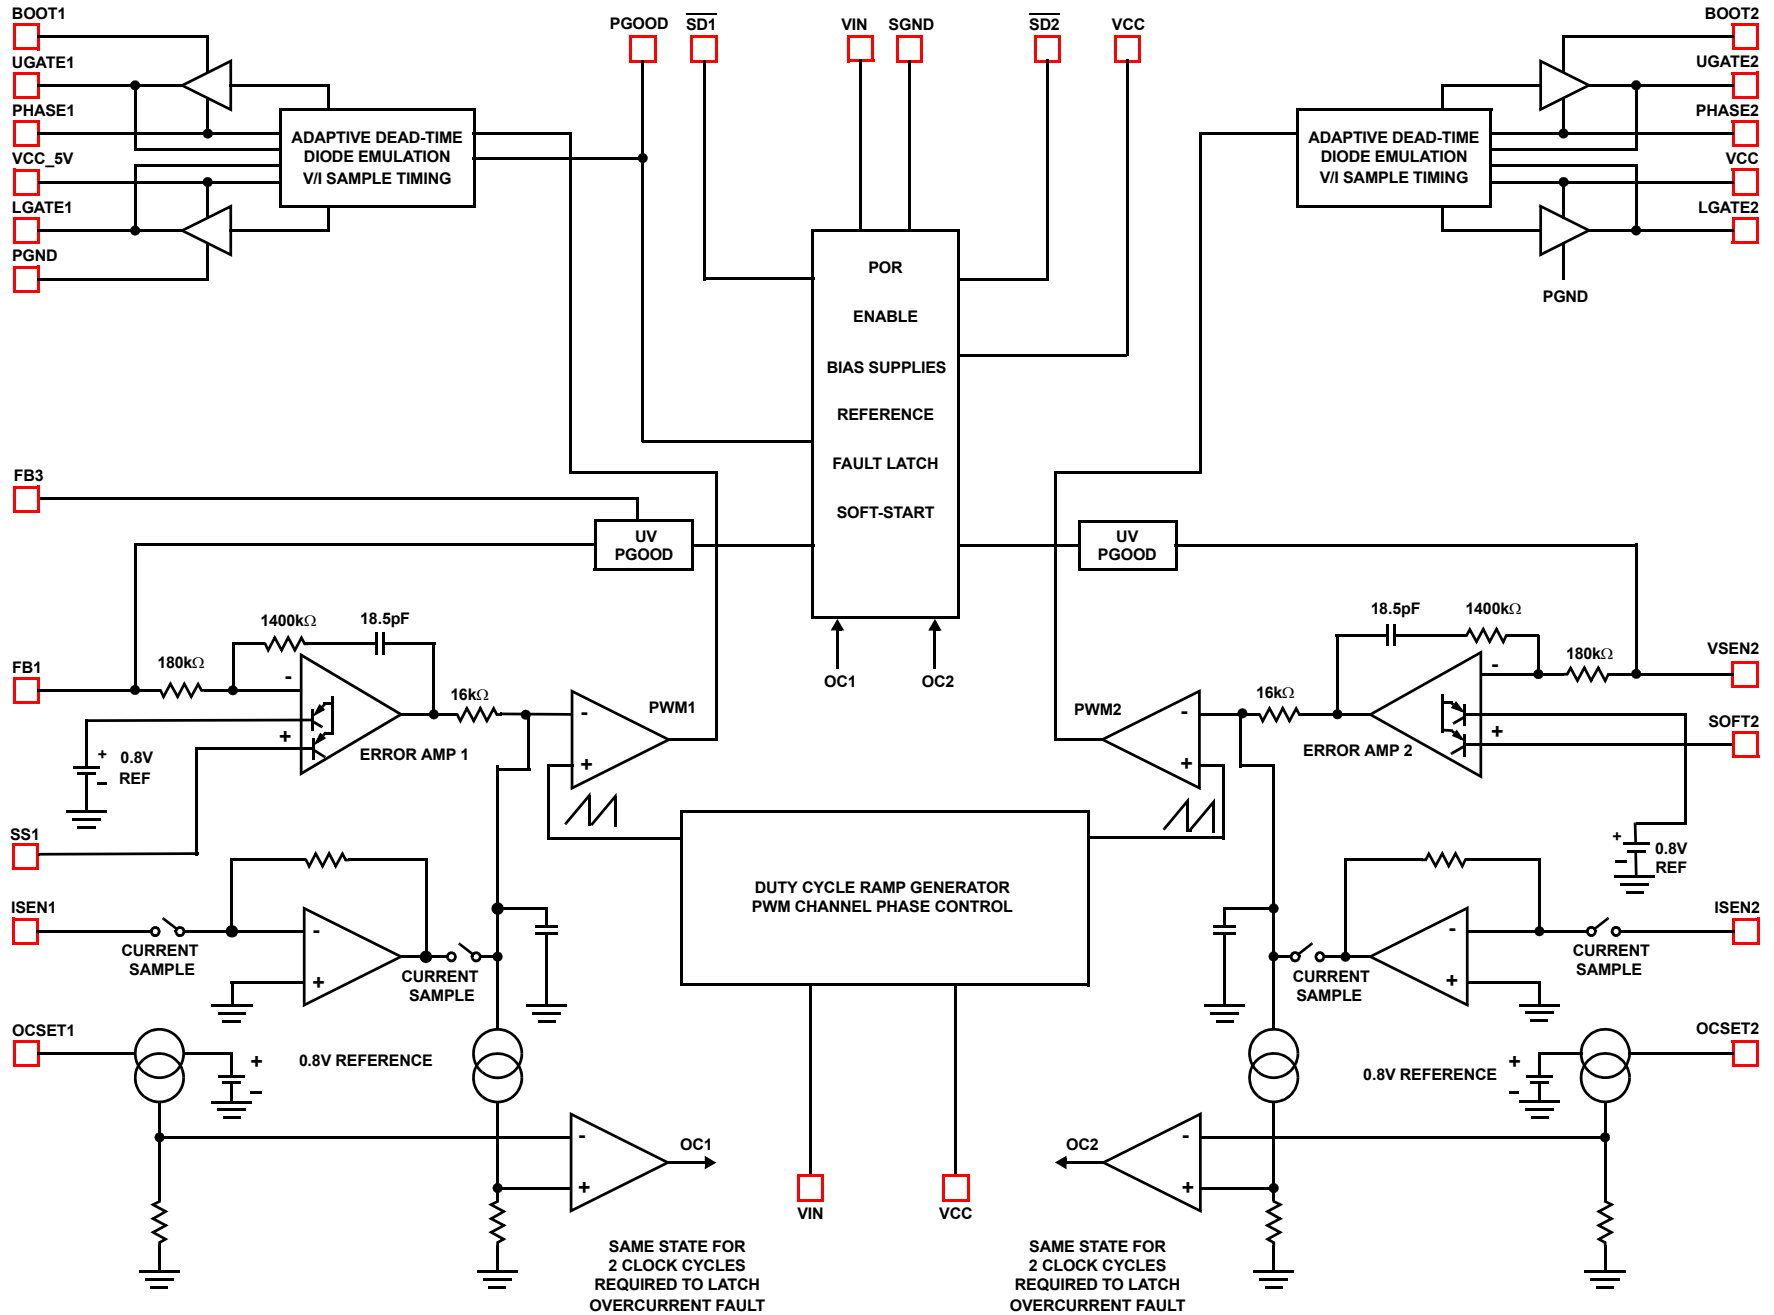 BOOT1
UGATE1
PHASE1
VCC_5V
LGATE1
PGND
ADAPTIVE DEAD-TIME
DIODE EMULATION
V/I SAMPLE TIMING
PGOOD
SD1
VIN
SGND
SD2
VCC
BOOT2
UGATE2
PHASE2
VCC
LGATE2
ADAPTIVE DEAD-TIME
DIODE EMULATION
V/I SAMPLE TIMING
PGND
POR
ENABLE
BIAS SUPPLIES
REFERENCE
FAULT LATCH
SOFT-START
OC1
OC2
FB3
UV
PGOOD
UV
PGOOD
FB1
180kΩ
1400kΩ
18.5pF
-
+
ERROR AMP 1
16kΩ
-
+
PWM1
+
-
0.8V
REF
SS1
18.5pF
1400kΩ
180kΩ
VSEN2
SOFT2
-
+
ERROR AMP 2
16kΩ
-
+
PWM2
+
-
0.8V
REF
DUTY CYCLE RAMP GENERATOR
PWM CHANNEL PHASE CONTROL
ISEN1
CURRENT
SAMPLE
-
+
CURRENT
SAMPLE
ISEN2
CURRENT
SAMPLE
-
+
CURRENT
SAMPLE
OCSET1
+
-
0.8V REFERENCE
-
+
OC1
OCSET2
+
-
0.8V REFERENCE
-
+
OC2
VIN
VCC
SAME STATE FOR
2 CLOCK CYCLES
REQUIRED TO LATCH
OVERCURRENT FAULT
SAME STATE FOR
2 CLOCK CYCLES
REQUIRED TO LATCH
OVERCURRENT FAULT